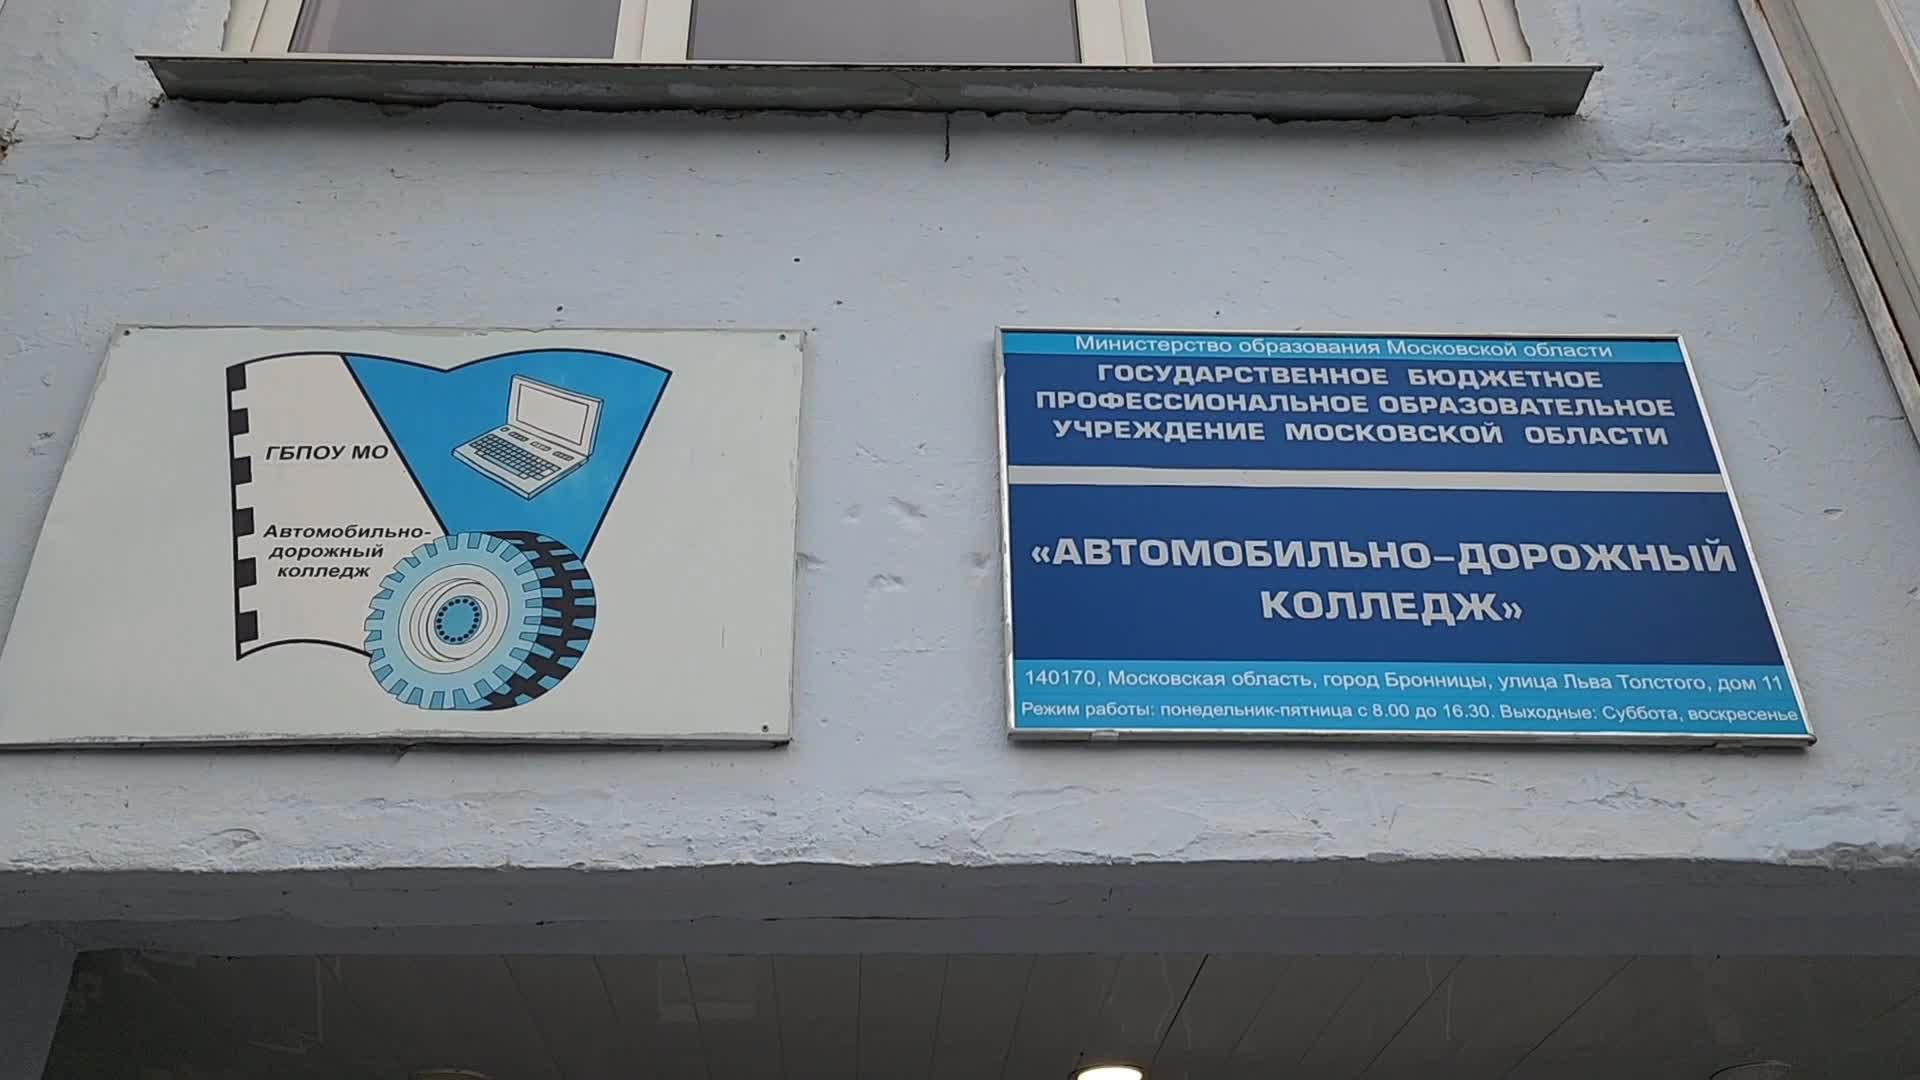 ГБПОУ МО
Автомобильно-
дорожный
колледж
Министерство образования Московской области
ГОСУДАРСТВЕННОЕ БЮДЖЕТНОЕ
ПРОФЕССИОНАЛЬНОЕ ОБРАЗОВАТЕЛЬНОЕ
УЧРЕЖДЕНИЕ МОСКОВСКОЙ ОБЛАСТИ
«АВТОМОБИЛЬНО-ДОРОЖНЫЙ
КОЛЛЕДЖ»
140170, Московская область, город Бронницы, улица Льва Толстого, дом 11
Режим работы: понедельник-пятница с 8.00 до 16.30. Выходные: Суббота, воскресенье